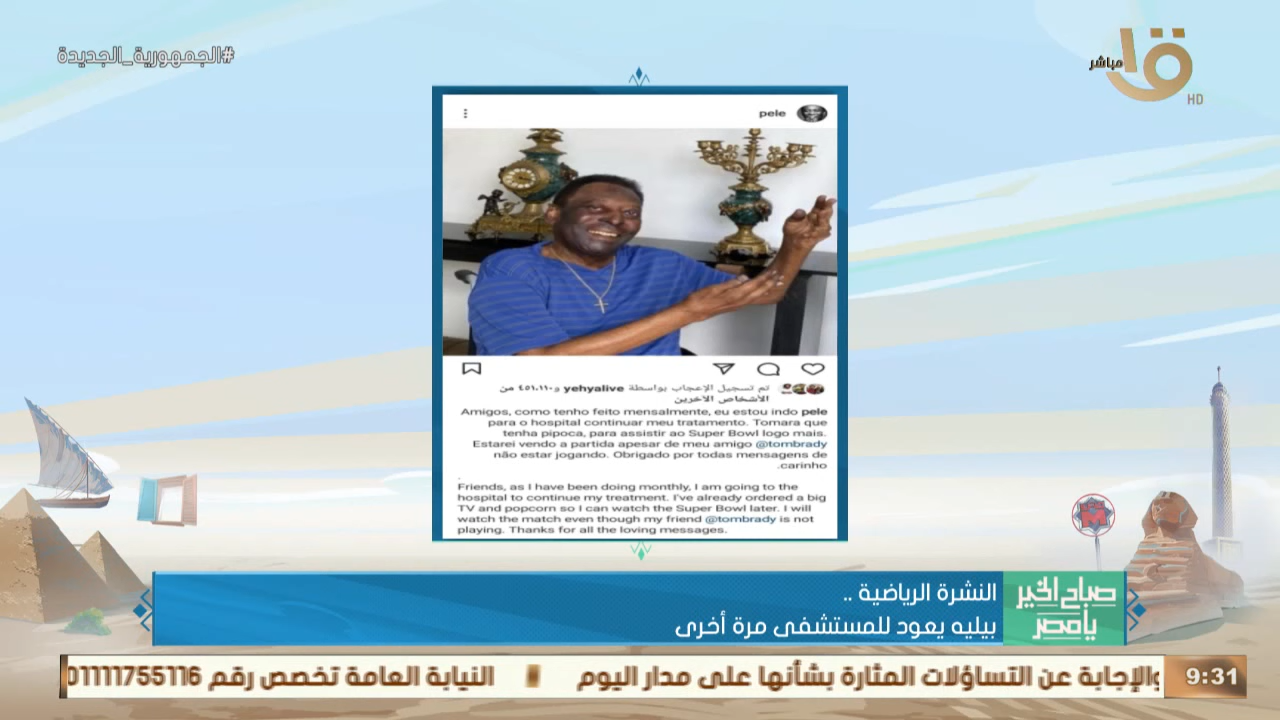 #الجمهورية_الجديدة
مباشر
HD
pele
تم تسجيل الإعجاب بواسطة yehyalive و٤٥١،١١٠ من
الأشخاص الآخرين
pele Amigos, como tenho feito mensalmente, eu estou indo
para o hospital continuar meu tratamento. Tomara que
tenha pipoca, para assistir ao Super Bowl logo mais.
Estarei vendo a partida apesar de meu amigo @tombrady
não estar jogando. Obrigado por todas mensagens de
carinho.
.
Friends, as I have been doing monthly, I am going to the
hospital to continue my treatment. I've already ordered a big
TV and popcorn so I can watch the Super Bowl later. I will
watch the match even though my friend @tombrady is not
playing. Thanks for all the loving messages.
صباح الخير
يا مصر
النشرة الرياضية ..
بيليه يعود للمستشفى مرة أخرى
والإجابة عن التساؤلات المثارة بشأنها على مدار اليوم النيابة العامة تخصص رقم 01111755116
9:31